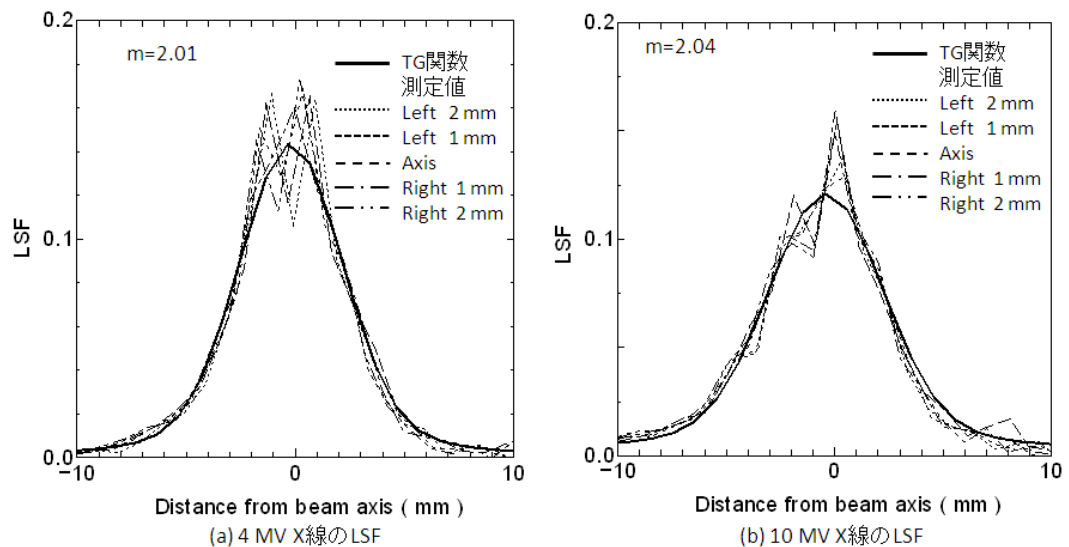 0.2
m=2.01
TG関数
測定値
Left 2 mm
Left 1 mm
Axis
Right 1 mm
Right 2 mm
0.1
LSF
0.0
−10
0
10
Distance from beam axis ( mm )
(a) 4 MV X線のLSF
0.2
m=2.04
TG関数
測定値
Left 2 mm
Left 1 mm
Axis
Right 1 mm
Right 2 mm
0.1
LSF
0.0
−10
0
10
Distance from beam axis ( mm )
(b) 10 MV X線のLSF